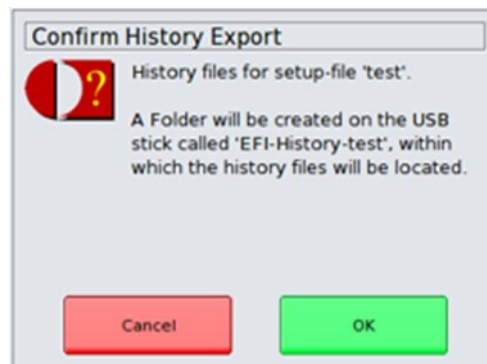 Confirm History Export
?
History files for setup-file 'test'.
A Folder will be created on the USB
stick called 'EFI-History-test', within
which the history files will be located.
Cancel
OK